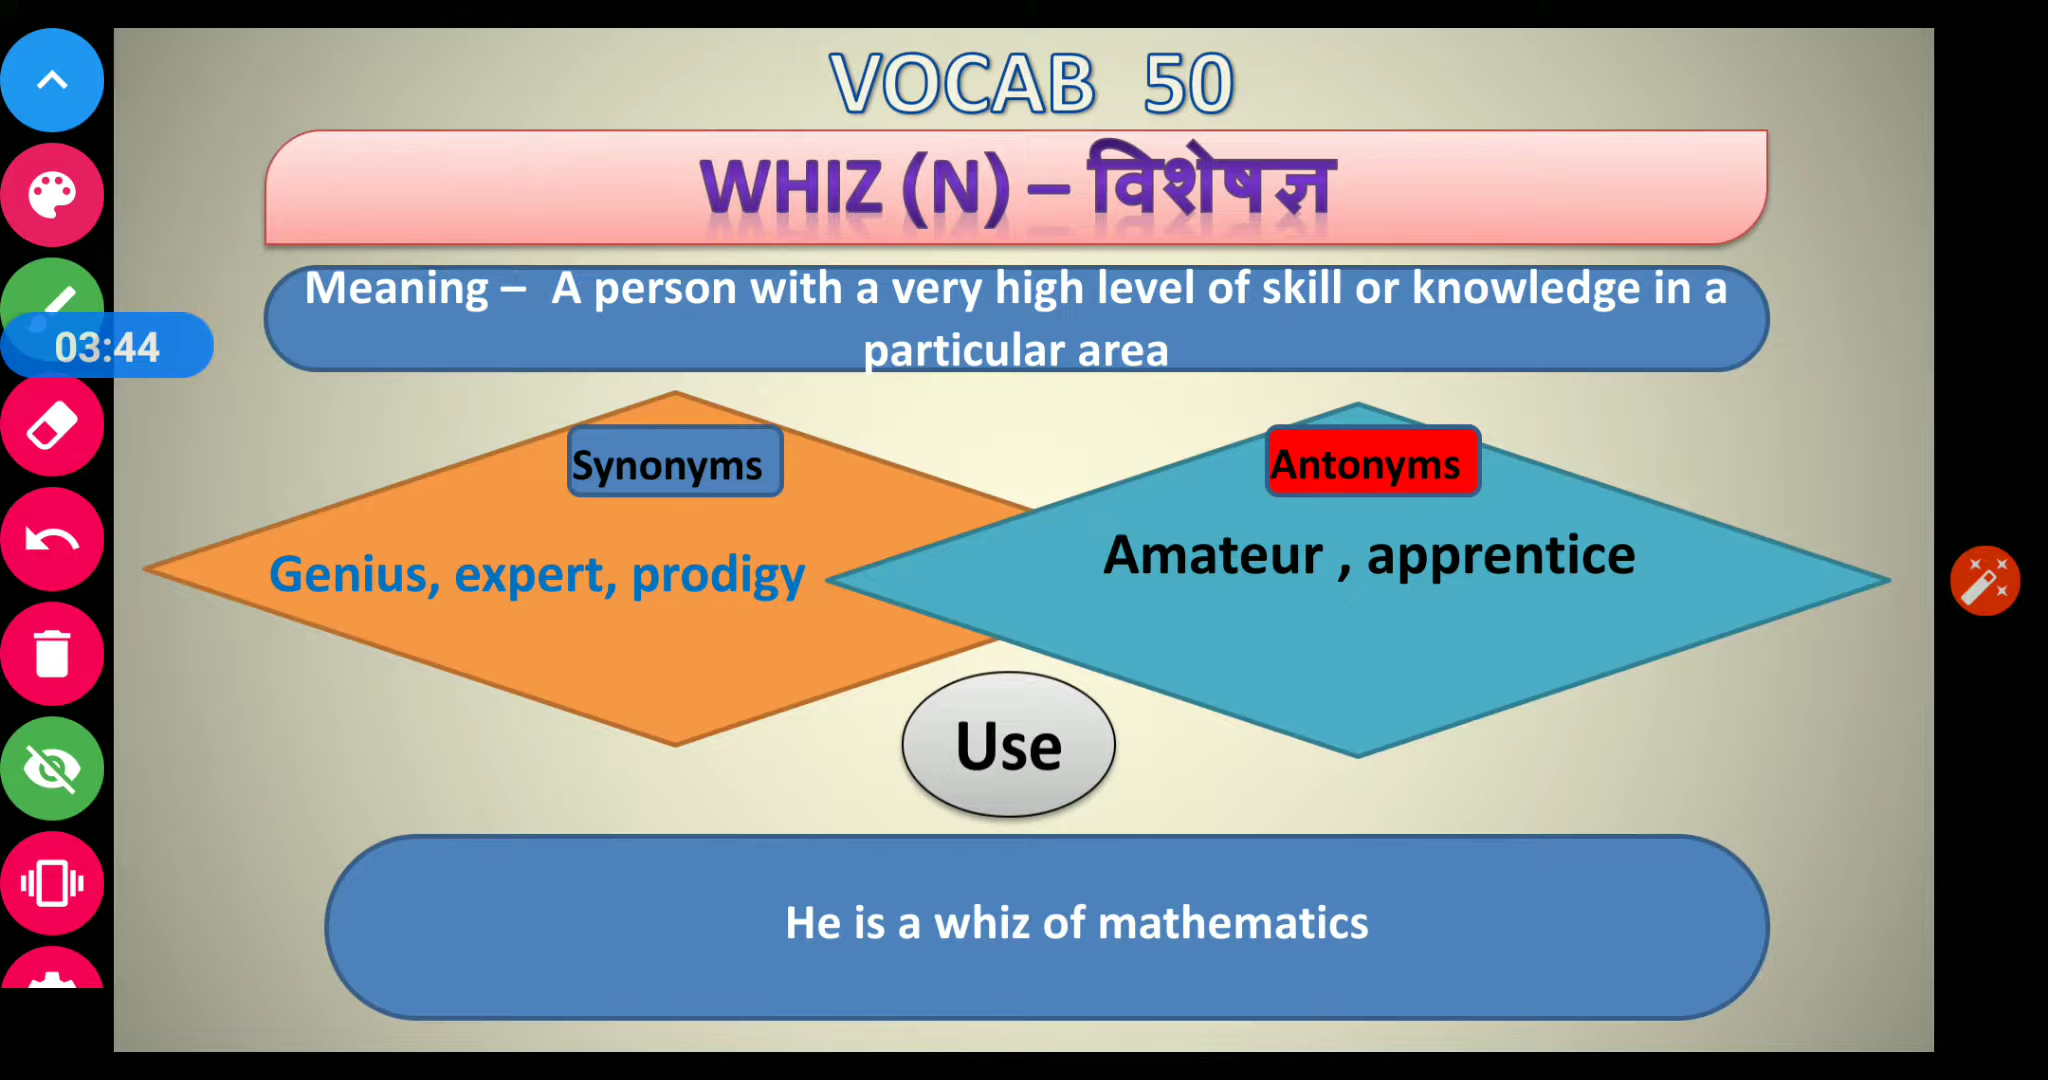 VOCAB 50
WHIZ (N) – विशेषज्ञ
Meaning – A person with a very high level of skill or knowledge in a
particular area
03:44
Synonyms
Antonyms
Genius, expert, prodigy
Amateur , apprentice
Use
He is a whiz of mathematics